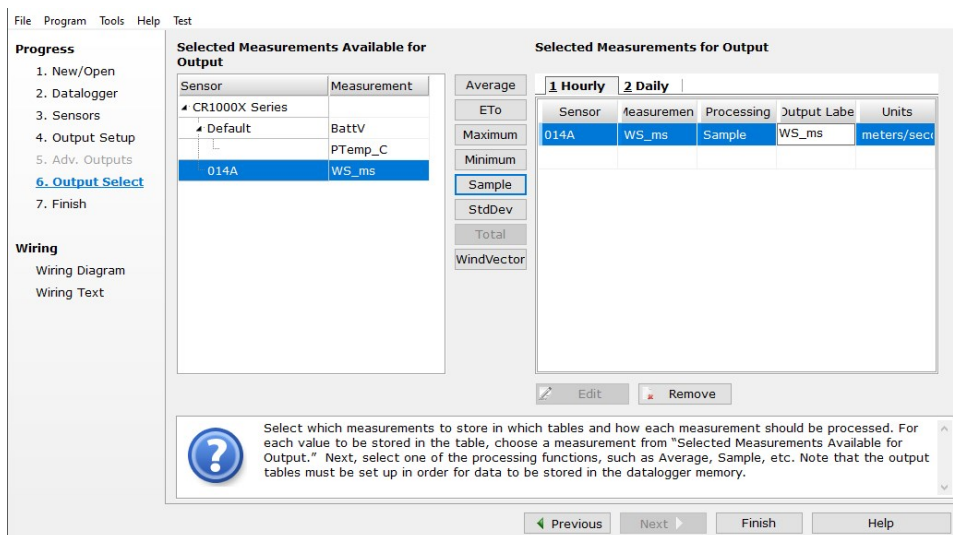 File Program Tools Help Test
Progress
1. New/Open
2. Datalogger
3. Sensors
4. Output Setup
5. Adv. Outputs
6. Output Select
7. Finish
Wiring
Wiring Diagram
Wiring Text
Selected Measurements Available for
Output
Sensor Measurement
CR1000X Series
Default BattV
PTemp_C
014A WS_ms
Average
ETo
Maximum
Minimum
Sample
StdDev
Total
WindVector
Selected Measurements for Output
1 Hourly 2 Daily
Sensor Measuremen Processing Output Labe Units
014A WS_ms Sample WS_ms meters/seco
Edit Remove
Select which measurements to store in which tables and how each measurement should be processed. For
each value to be stored in the table, choose a measurement from “Selected Measurements Available for
Output.” Next, select one of the processing functions, such as Average, Sample, etc. Note that the output
tables must be set up in order for data to be stored in the datalogger memory.
Previous Next Finish Help